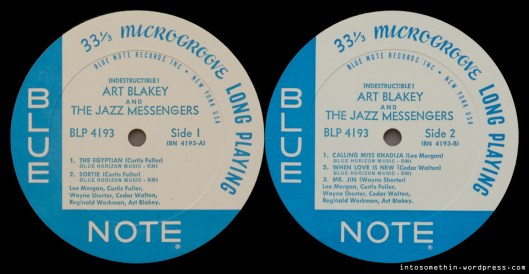 33⅓ MICROGROOVE LONG PLAYING
BLUE NOTE RECORDS INC • NEW YORK USA
INDESTRUCTIBLE!
ART BLAKEY
AND
THE JAZZ MESSENGERS
BLP 4193 Side 1
(BN 4193-A)
1. THE EGYPTIAN (Curtis Fuller)
BLUE HORIZON MUSIC - BMI
2. SORTIE (Curtis Fuller)
BLUE HORIZON MUSIC - BMI
Lee Morgan, Curtis Fuller,
Wayne Shorter, Cedar Walton,
Reginald Workman, Art Blakey.
BLUE
NOTE
33⅓ MICROGROOVE LONG PLAYING
BLUE NOTE RECORDS INC • NEW YORK USA
INDESTRUCTIBLE!
ART BLAKEY
AND
THE JAZZ MESSENGERS
BLP 4193 Side 2
(BN 4193-B)
1. CALLING MISS KHADIJA (Lee Morgan)
BLUE HORIZON MUSIC - BMI
2. WHEN LOVE IS NEW (Cedar Walton)
BLUE HORIZON MUSIC - BMI
3. MR. JIN (Wayne Shorter)
Lee Morgan, Curtis Fuller,
Wayne Shorter, Cedar Walton,
Reginald Workman, Art Blakey.
BLUE
NOTE
intosomethin-wordpress.com